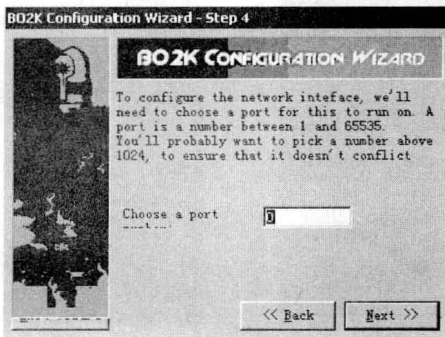 BO2K Configuration Wizard - Step 4
BO2K CONFIGURATION WIZARD
To configure the network inteface, we'll
need to choose a port for this to run on. A
port is a number between 1 and 65535.
You'll probably want to pick a number above
1024, to ensure that it doesn't conflict
Choose a port
0
<< Back
Next >>